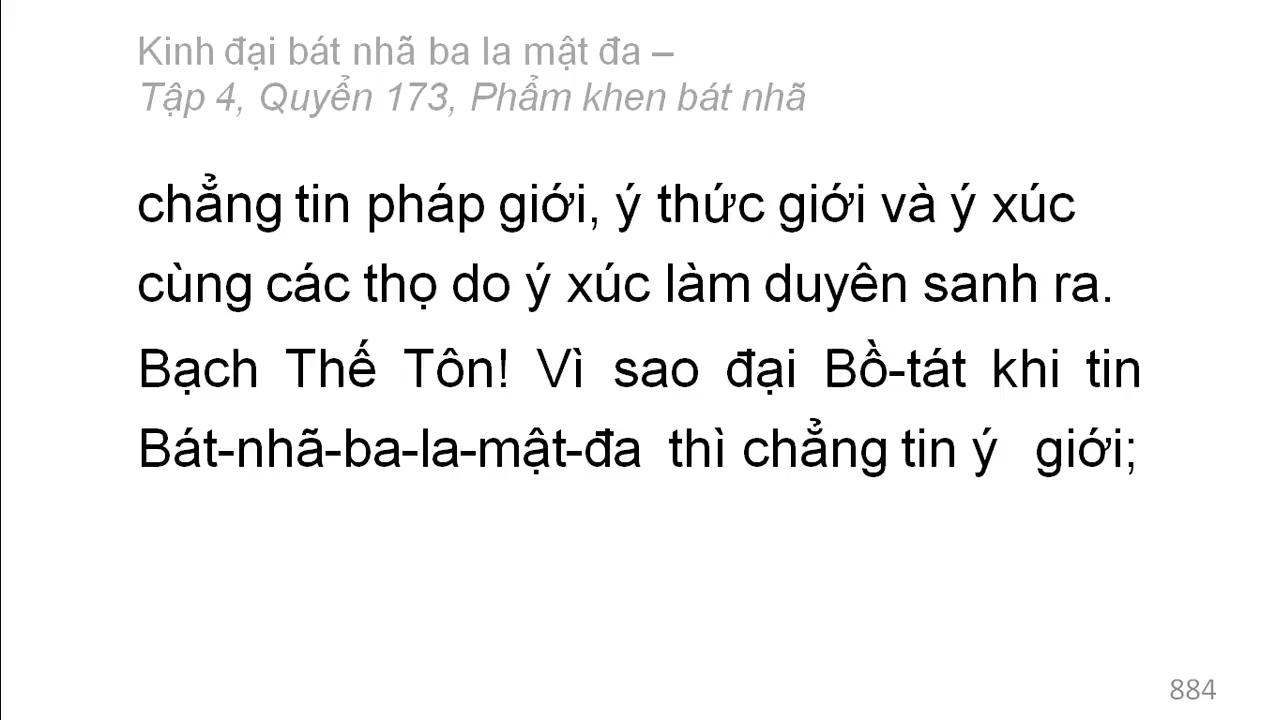 Kinh đại bát nhã ba la mật đa –
Tập 4, Quyển 173, Phẩm khen bát nhã
chẳng tin pháp giới, ý thức giới và ý xúc
cùng các thọ do ý xúc làm duyên sanh ra.
Bạch Thế Tôn! Vì sao đại Bồ-tát khi tin
Bát-nhã-ba-la-mật-đa thì chẳng tin ý giới;
884